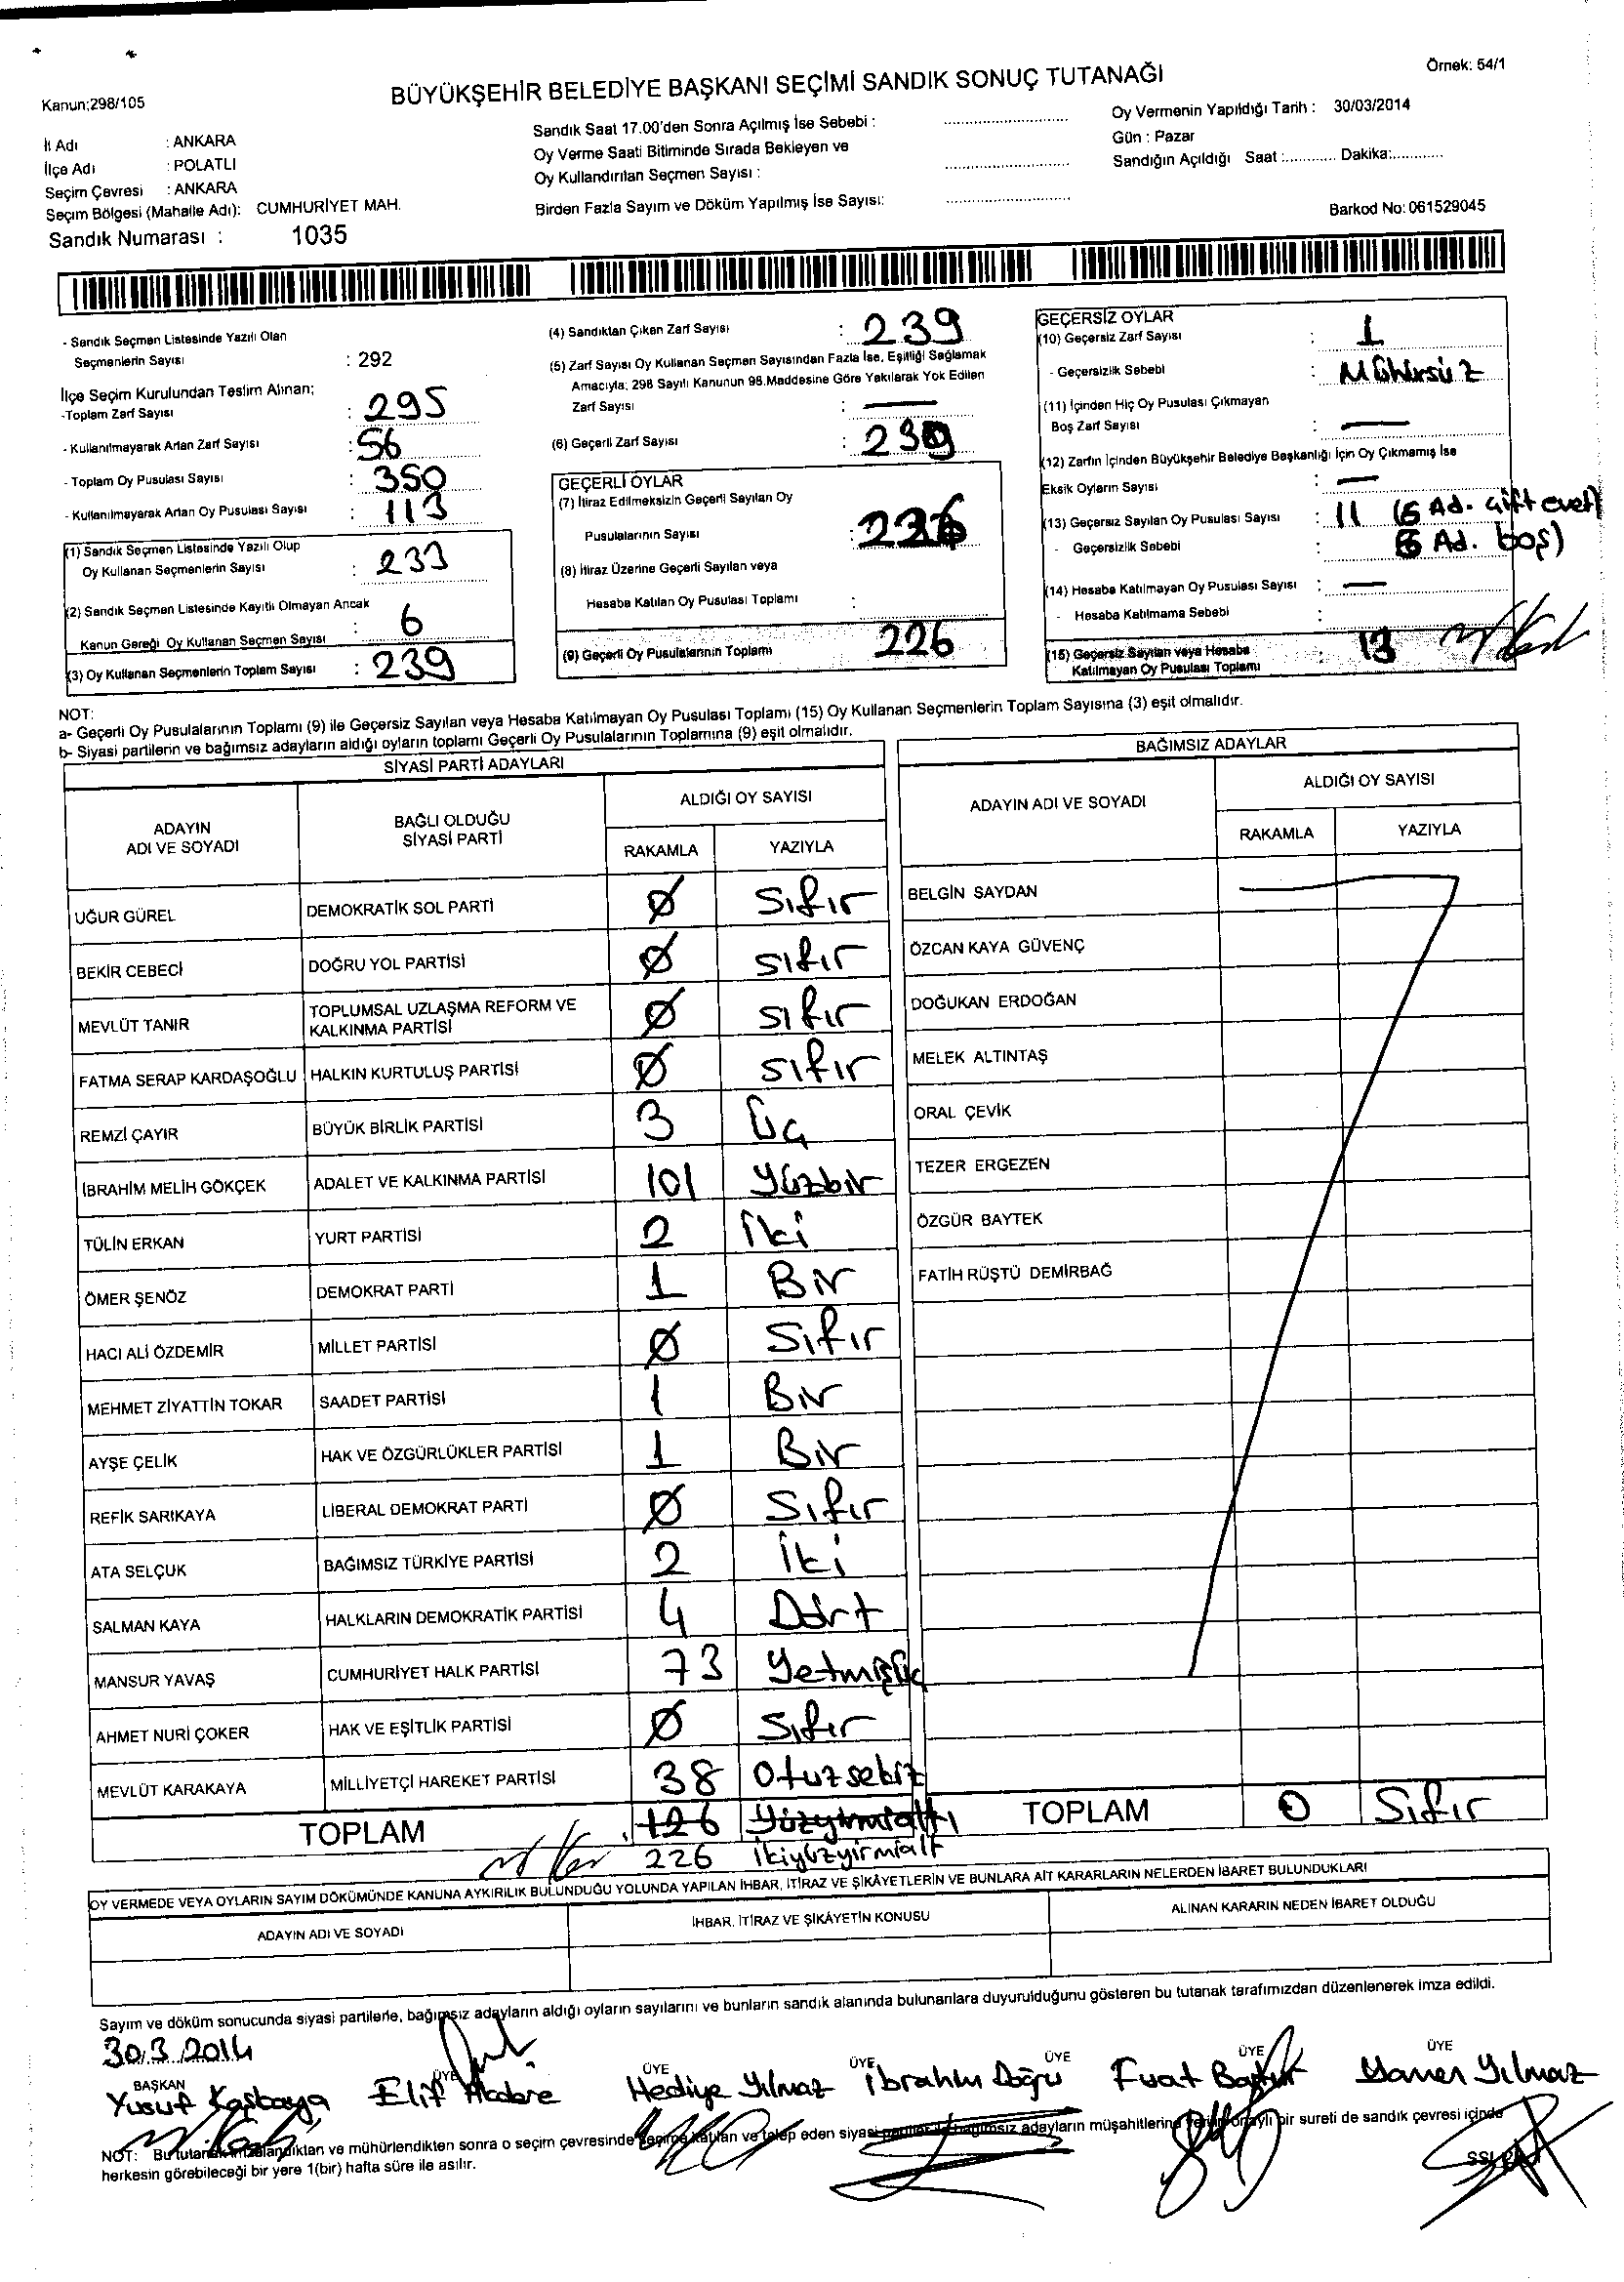 Örnek: 54/1
BÜYÜKŞEHİR BELEDİYE BAŞKANI SEÇİMİ SANDIK SONUÇ TUTANAĞI
Kanun:298/105
İl Adı : ANKARA
İlçe Adı : POLATLI
Seçim Çevresi : ANKARA
Seçim Bölgesi (Mahalle Adı): CUMHURİYET MAH.
Sandık Numarası : 1035
Sandık Saat 17.00'den Sonra Açılmış İse Sebebi :
Oy Verme Saati Bitiminde Sırada Bekleyen ve
Oy Kullandırılan Seçmen Sayısı :
Birden Fazla Sayım ve Döküm Yapılmış İse Sayısı:
Oy Vermenin Yapıldığı Tarih : 30/03/2014
Gün : Pazar
Sandığın Açıldığı Saat :............ Dakika:............
Barkod No: 061529045
- Sandık Seçmen Listesinde Yazılı Olan
Seçmenlerin Sayısı : 292
İlçe Seçim Kurulundan Teslim Alınan:
-Toplam Zarf Sayısı : 295
- Kullanılmayarak Artan Zarf Sayısı : 56
- Toplam Oy Pusulası Sayısı : 350
- Kullanılmayarak Artan Oy Pusulası Sayısı : 113
(1) Sandık Seçmen Listesinde Yazılı Olup
Oy Kullanan Seçmenlerin Sayısı : 233
(2) Sandık Seçmen Listesinde Kayıtlı Olmayan Ancak
Kanun Gereği Oy Kullanan Seçmen Sayısı : 6
(3) Oy Kullanan Seçmenlerin Toplam Sayısı : 239
(4) Sandıktan Çıkan Zarf Sayısı : 239
(5) Zarf Sayısı Oy Kullanan Seçmen Sayısından Fazla İse, Eşitliği Sağlamak
Amacıyla; 298 Sayılı Kanunun 98.Maddesine Göre Yakılarak Yok Edilen
Zarf Sayısı : —
(6) Geçerli Zarf Sayısı : 239
GEÇERLİ OYLAR
(7) İtiraz Edilmeksizin Geçerli Sayılan Oy
Pusulalarının Sayısı : 226
(8) İtiraz Üzerine Geçerli Sayılan veya
Hesaba Katılan Oy Pusulası Toplamı :
(9) Geçerli Oy Pusulalarının Toplamı 226
GEÇERSİZ OYLAR
(10) Geçersiz Zarf Sayısı : 1
- Geçersizlik Sebebi : Mühürsüz
(11) İçinden Hiç Oy Pusulası Çıkmayan
Boş Zarf Sayısı : —
(12) Zarfın İçinden Büyükşehir Belediye Başkanlığı İçin Oy Çıkmamış İse
Eksik Oyların Sayısı : —
(13) Geçersiz Sayılan Oy Pusulası Sayısı : 11 (6 Ad. çift evet)
- Geçersizlik Sebebi : Ad. boş)
(14) Hesaba Katılmayan Oy Pusulası Sayısı : —
- Hesaba Katılmama Sebebi :
(15) Geçersiz Sayılan veya Hesaba
Katılmayan Oy Pusulası Toplamı : 13
NOT:
a- Geçerli Oy Pusulalarının Toplamı (9) ile Geçersiz Sayılan veya Hesaba Katılmayan Oy Pusulası Toplamı (15) Oy Kullanan Seçmenlerin Toplam Sayısına (3) eşit olmalıdır.
b- Siyasi partilerin ve bağımsız adayların aldığı oyların toplamı Geçerli Oy Pusulalarının Toplamına (9) eşit olmalıdır.
SİYASİ PARTİ ADAYLARI
ADAYIN ADI VE SOYADI BAĞLI OLDUĞU SİYASİ PARTİ ALDIĞI OY SAYISI
RAKAMLA YAZIYLA
UĞUR GÜREL DEMOKRATİK SOL PARTİ Ø Sıfır
BEKİR CEBECİ DOĞRU YOL PARTİSİ Ø sıfır
MEVLÜT TANIR TOPLUMSAL UZLAŞMA REFORM VE KALKINMA PARTİSİ Ø sıfır
FATMA SERAP KARDAŞOĞLU HALKIN KURTULUŞ PARTİSİ Ø sıfır
REMZİ ÇAYIR BÜYÜK BİRLİK PARTİSİ 3 Üç
İBRAHİM MELİH GÖKÇEK ADALET VE KALKINMA PARTİSİ 101 Yüzbir
TÜLİN ERKAN YURT PARTİSİ 2 İki
ÖMER ŞENÖZ DEMOKRAT PARTİ 1 Bir
HACI ALİ ÖZDEMİR MİLLET PARTİSİ Ø Sıfır
MEHMET ZİYATTİN TOKAR SAADET PARTİSİ 1 Bir
AYŞE ÇELİK HAK VE ÖZGÜRLÜKLER PARTİSİ 1 Bir
REFİK SARIKAYA LİBERAL DEMOKRAT PARTİ Ø Sıfır
ATA SELÇUK BAĞIMSIZ TÜRKİYE PARTİSİ 2 İki
SALMAN KAYA HALKLARIN DEMOKRATİK PARTİSİ 4 Dört
MANSUR YAVAŞ CUMHURİYET HALK PARTİSİ 73 Yetmişüç
AHMET NURİ ÇOKER HAK VE EŞİTLİK PARTİSİ Ø Sıfır
MEVLÜT KARAKAYA MİLLİYETÇİ HAREKET PARTİSİ 38 Otuzsekiz
TOPLAM 126 Yüzyirmialtı
226 İkiyüzyirmialt
BAĞIMSIZ ADAYLAR
ADAYIN ADI VE SOYADI ALDIĞI OY SAYISI
RAKAMLA YAZIYLA
BELGİN SAYDAN
ÖZCAN KAYA GÜVENÇ
DOĞUKAN ERDOĞAN
MELEK ALTINTAŞ
ORAL ÇEVİK
TEZER ERGEZEN
ÖZGÜR BAYTEK
FATİH RÜŞTÜ DEMİRBAĞ
TOPLAM 0 Sıfır
OY VERMEDE VEYA OYLARIN SAYIM DÖKÜMÜNDE KANUNA AYKIRILIK BULUNDUĞU YOLUNDA YAPILAN İHBAR, İTİRAZ VE ŞİKÂYETLERİN VE BUNLARA AİT KARARLARIN NELERDEN İBARET BULUNDUKLARI
ADAYIN ADI VE SOYADI İHBAR, İTİRAZ VE ŞİKÂYETİN KONUSU ALINAN KARARIN NEDEN İBARET OLDUĞU
Sayım ve döküm sonucunda siyasi partilerle, bağımsız adayların aldığı oyların sayılarını ve bunların sandık alanında bulunanlara duyurulduğunu gösteren bu tutanak tarafımızdan düzenlenerek imza edildi.
30.3.2014
BAŞKAN ÜYE ÜYE ÜYE ÜYE ÜYE ÜYE
Yusuf Elif Hediye Yılmaz İbrahim Doğru Fuat Yılmaz
NOT: Bu tutanak imzalandıktan ve mühürlendikten sonra o seçim çevresinde seçime katılan ve talep eden siyasi partiler ile bağımsız adayların müşahitlerine verilir onaylı bir sureti de sandık çevresi içinde
herkesin görebileceği bir yere 1(bir) hafta süre ile asılır.